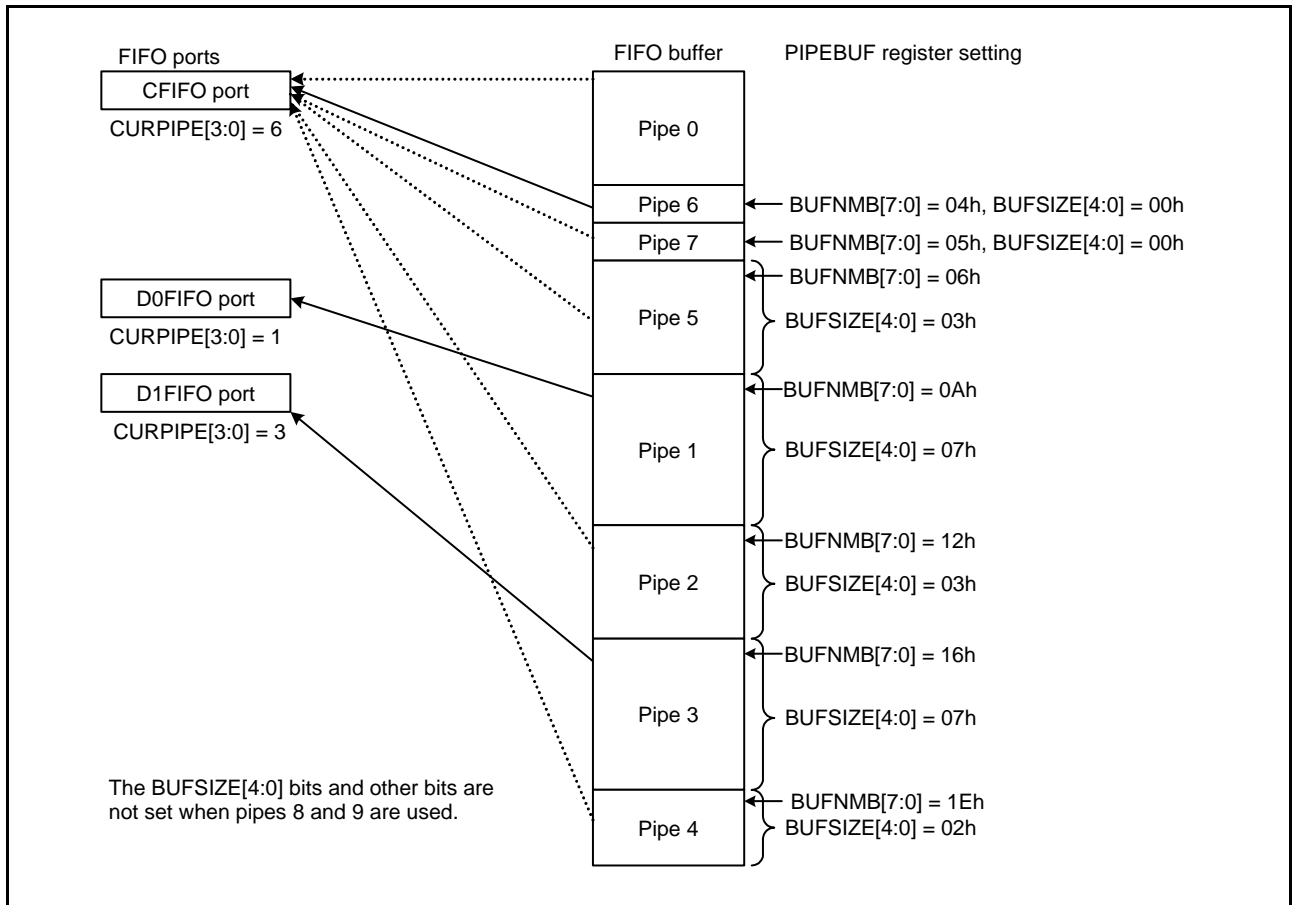 FIFO ports
FIFO buffer
PIPEBUF register setting
CFIFO port
CURPIPE[3:0] = 6
Pipe 0
Pipe 6
BUFNMB[7:0] = 04h, BUFSIZE[4:0] = 00h
Pipe 7
BUFNMB[7:0] = 05h, BUFSIZE[4:0] = 00h
BUFNMB[7:0] = 06h
D0FIFO port
Pipe 5
BUFSIZE[4:0] = 03h
CURPIPE[3:0] = 1
D1FIFO port
BUFNMB[7:0] = 0Ah
CURPIPE[3:0] = 3
Pipe 1
BUFSIZE[4:0] = 07h
BUFNMB[7:0] = 12h
Pipe 2
BUFSIZE[4:0] = 03h
BUFNMB[7:0] = 16h
Pipe 3
BUFSIZE[4:0] = 07h
The BUFSIZE[4:0] bits and other bits are
not set when pipes 8 and 9 are used.
BUFNMB[7:0] = 1Eh
Pipe 4
BUFSIZE[4:0] = 02h